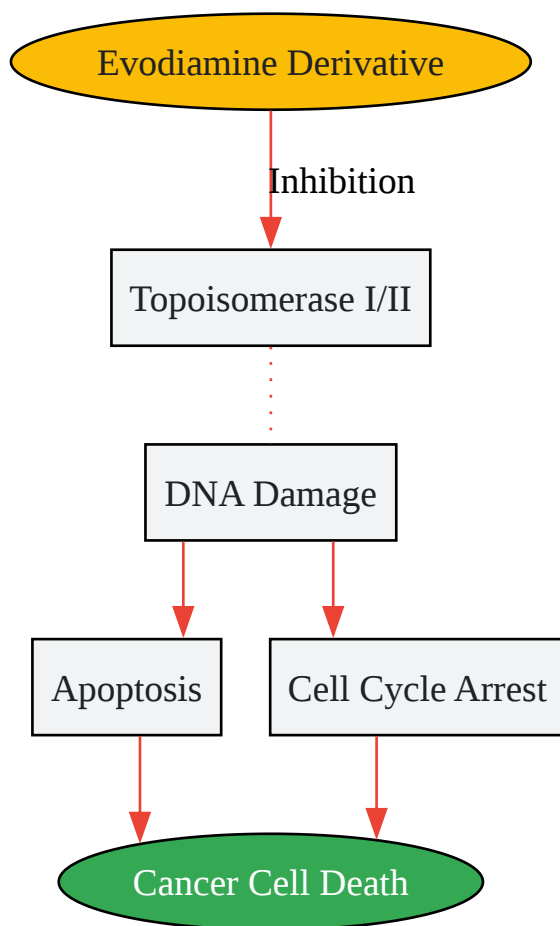 Evodiamine Derivative
Inhibition
Topoisomerase I/II
DNA Damage
Apoptosis
Cell Cycle Arrest
Cancer Cell Death